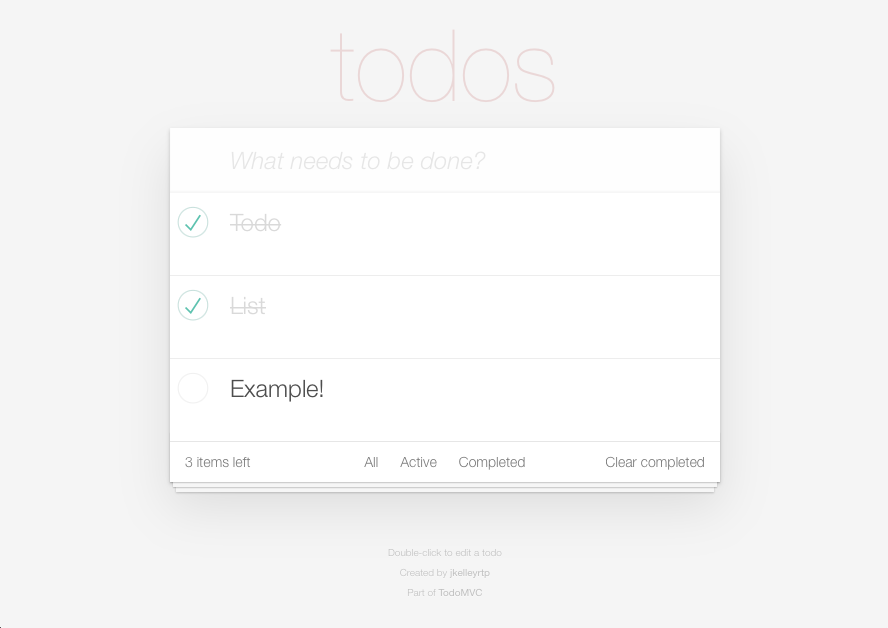 todos
What needs to be done?
Todo
List
Example!
3 items left All Active Completed Clear completed
Double-click to edit a todo
Created by jkelleyrtp
Part of TodoMVC